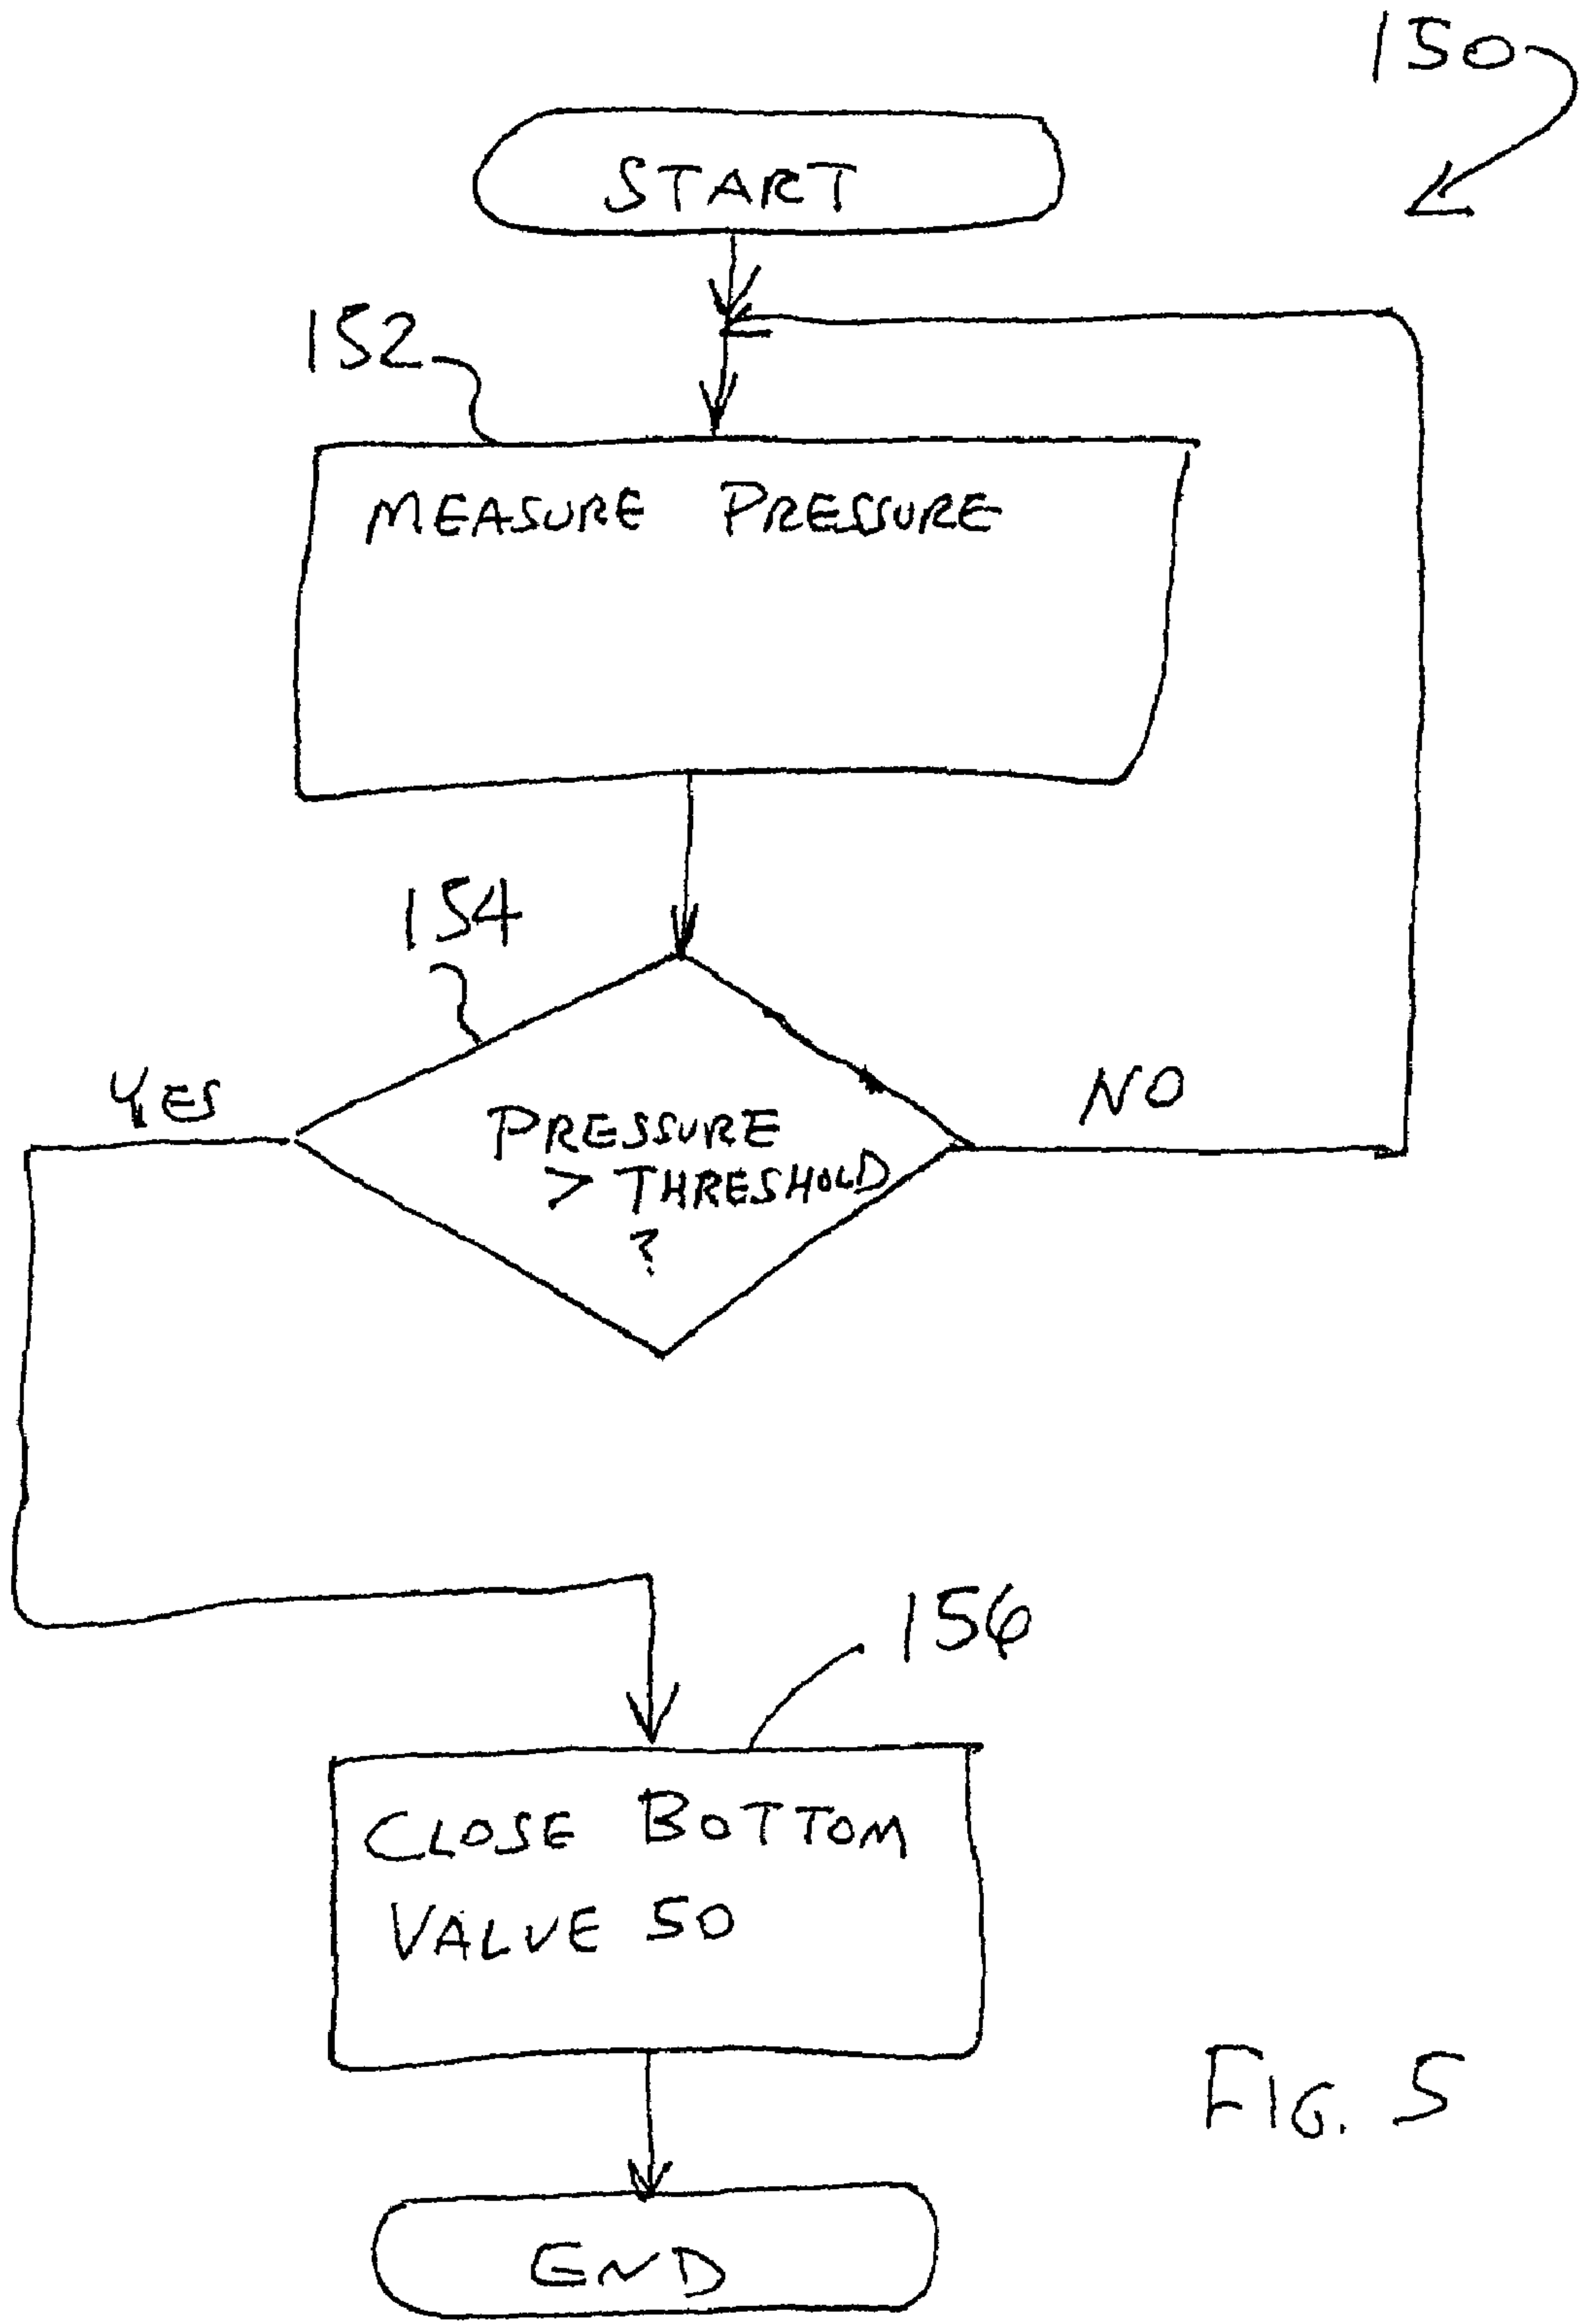 150
START
152
MEASURE PRESSURE
154
YES
NO
PRESSURE
> THRESHOLD
?
156
CLOSE BOTTOM
VALVE 50
FIG. 5
END